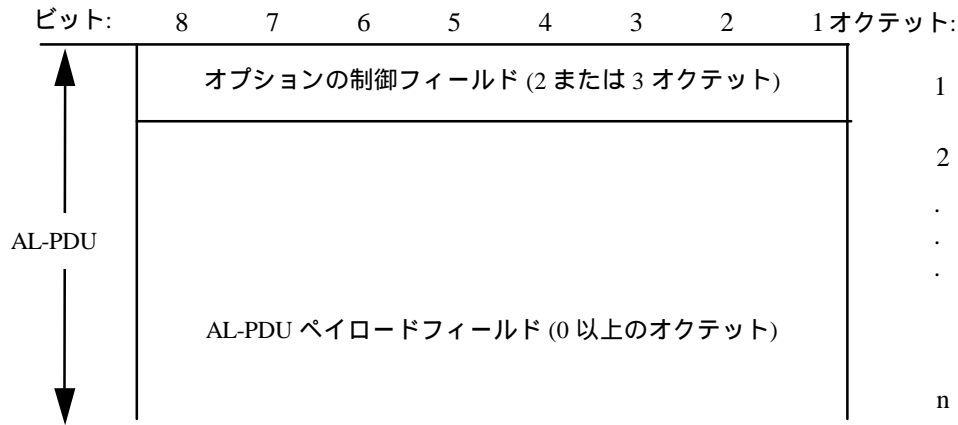 ビット: 8 7 6 5 4 3 2 1 オクテット:
オプションの制御フィールド (2 または 3 オクテット) 1
2
.
AL-PDU .
.
AL-PDU ペイロードフィールド (0 以上のオクテット)
n